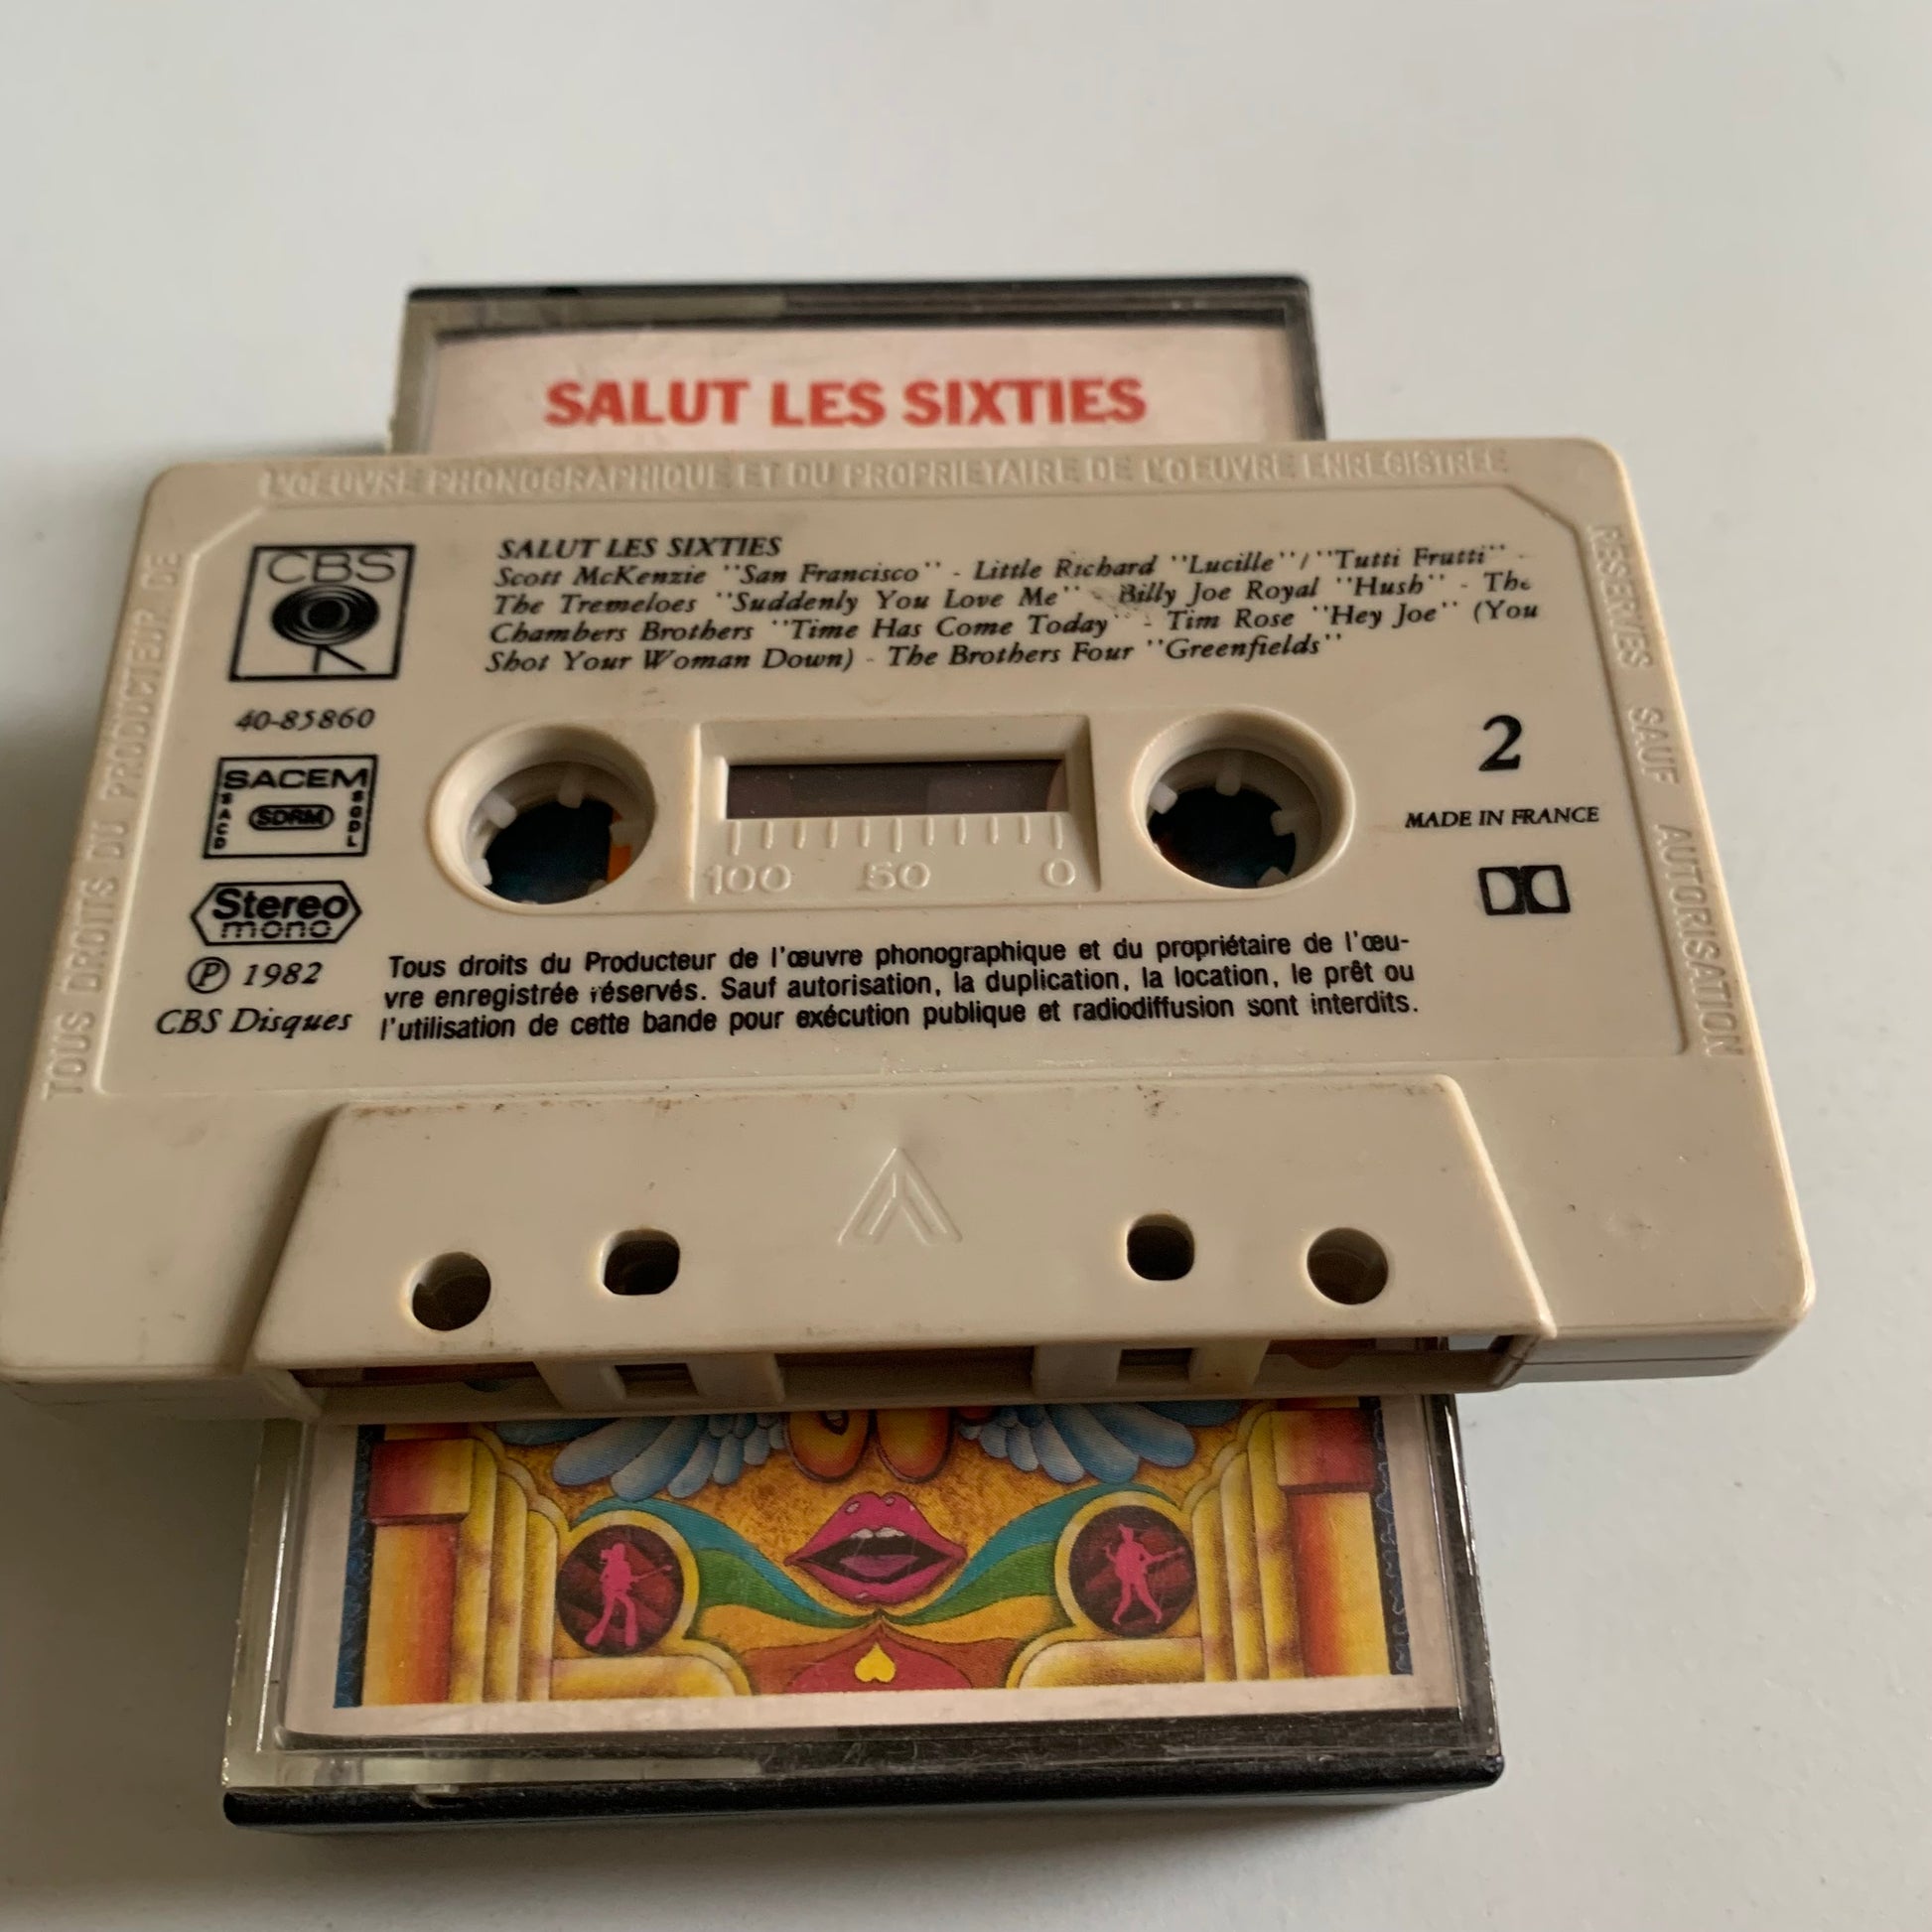 SALUT LES SIXTIES
L'OEUVRE PHONOGRAPHIQUE ET DU PROPRIETAIRE DE L'OEUVRE ENREGISTREE
TOUS DROITS DU PRODUCTEUR DE
RESERVES SAUF AUTORISATION
CBS
SALUT LES SIXTIES
Scott McKenzie ''San Francisco'' - Little Richard ''Lucille''/''Tutti Frutti'' -
The Tremeloes ''Suddenly You Love Me'' - Billy Joe Royal ''Hush'' - The
Chambers Brothers ''Time Has Come Today'' - Tim Rose ''Hey Joe'' (You
Shot Your Woman Down) - The Brothers Four ''Greenfields''
40-85860
SACEM
SACD
SDRM
SGDL
Stereo
mono
℗ 1982
CBS Disques
100 50 0
2
MADE IN FRANCE
Tous droits du Producteur de l'œuvre phonographique et du propriétaire de l'œu-
vre enregistrée réservés. Sauf autorisation, la duplication, la location, le prêt ou
l'utilisation de cette bande pour exécution publique et radiodiffusion sont interdits.